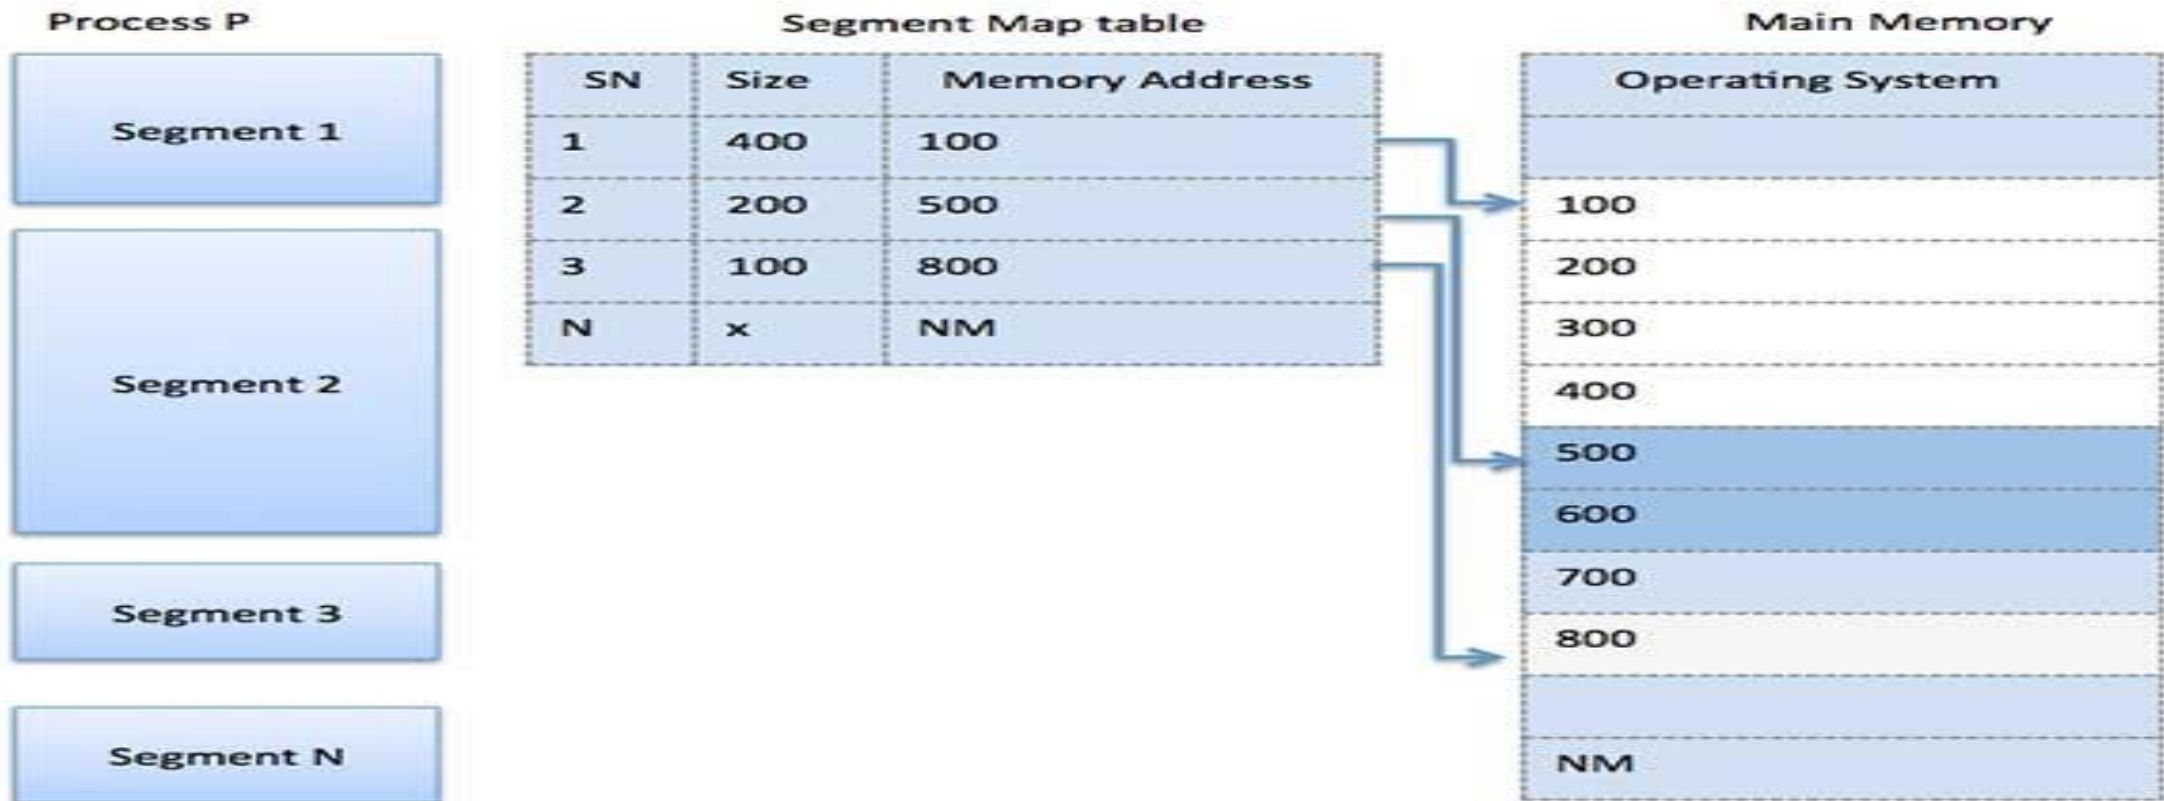 Process P
Segment 1
Segment 2
Segment 3
Segment N
Segment Map table
SN Size Memory Address
1 400 100
2 200 500
3 100 800
N x NM
Main Memory
Operating System
100
200
300
400
500
600
700
800
NM